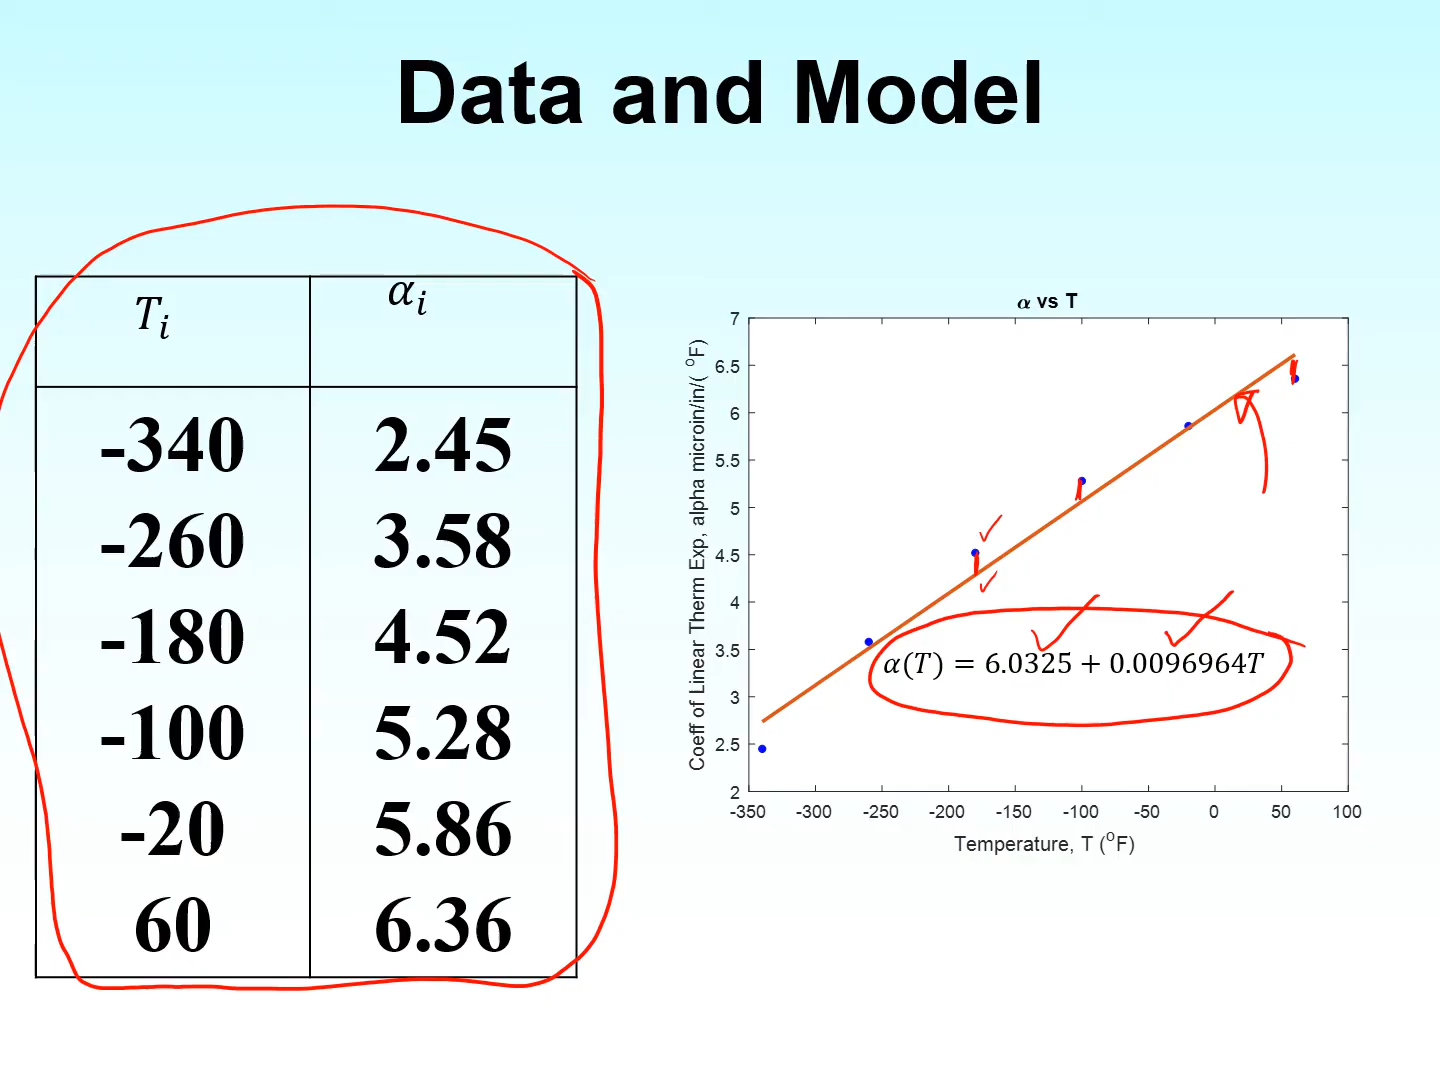 Data and Model
Tᵢ αᵢ
-340 2.45
-260 3.58
-180 4.52
-100 5.28
-20 5.86
60 6.36
α vs T
Coeff of Linear Therm Exp, alpha microin/in/( ºF)
7
6.5
6
5.5
5
4.5
4
3.5
3
2.5
2
α(T) = 6.0325 + 0.0096964T
-350 -300 -250 -200 -150 -100 -50 0 50 100
Temperature, T (ºF)